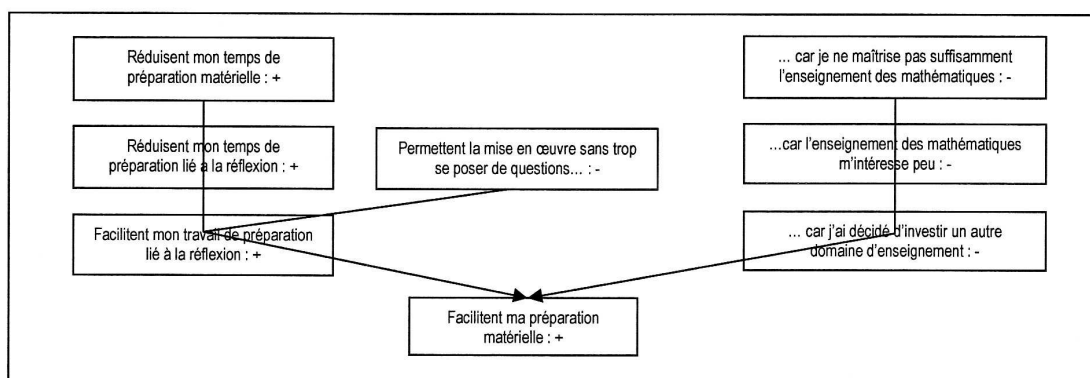 Réduisent mon temps de
préparation matérielle : +
... car je ne maîtrise pas suffisamment
l'enseignement des mathématiques : -
Réduisent mon temps de
préparation lié à la réflexion : +
Permettent la mise en œuvre sans trop
se poser de questions... : -
...car l'enseignement des mathématiques
m'intéresse peu : -
Facilitent mon travail de préparation
lié à la réflexion : +
... car j'ai décidé d'investir un autre
domaine d'enseignement : -
Facilitent ma préparation
matérielle : +